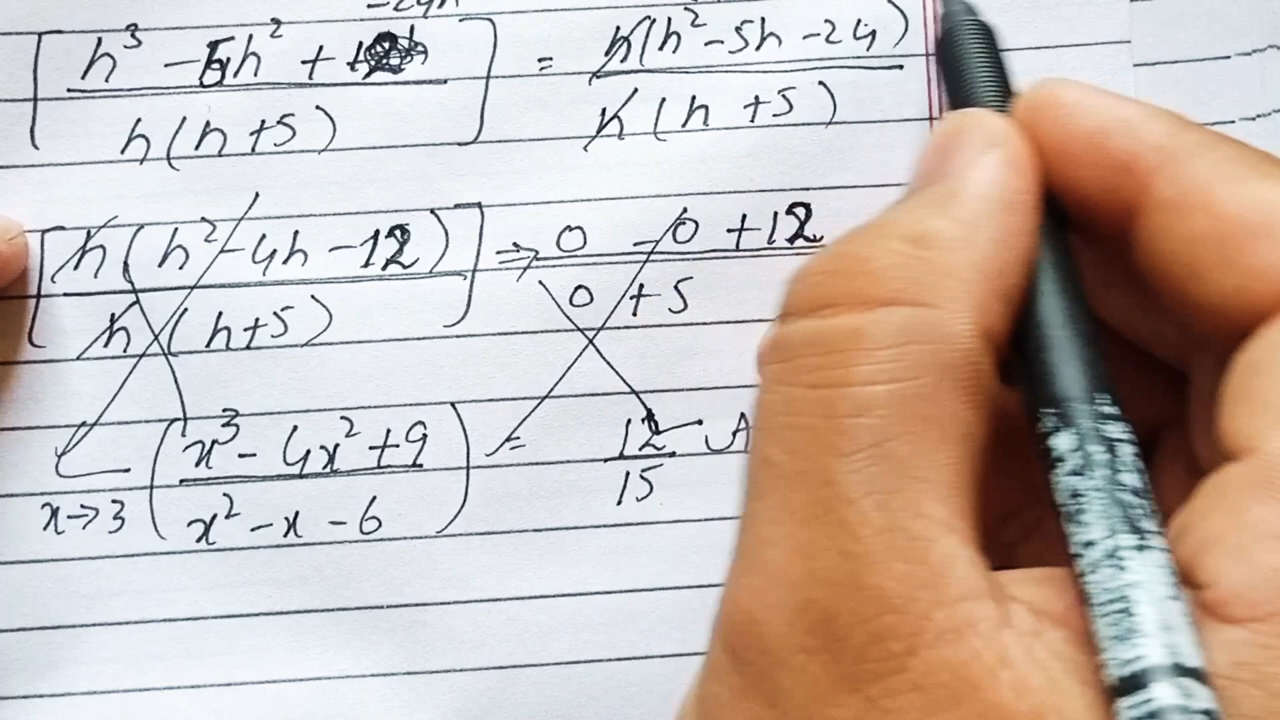 [ h³ - 5h² + / h(h+5) ] = h(h² - 5h - 24) / h(h + 5)
[ h(h² - 4h - 12) / h(h+5) ] ⇒ 0 - 0 + 12 / 0 + 5
x→3 ( x³ - 4x² + 9 / x² - x - 6 ) = 12 / 15 A